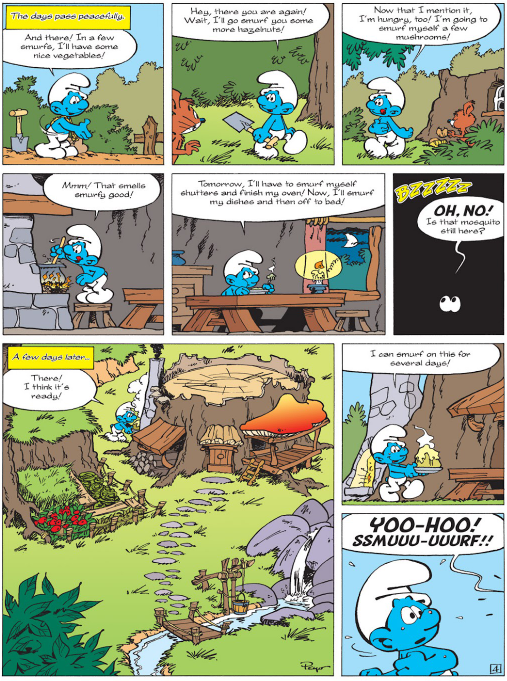 The days pass peacefully.
And there! In a few
smurfs, I'll have some
nice vegetables!
Hey, there you are again!
Wait, I'll go smurf you some
more hazelnuts!
Now that I mention it,
I'm hungry, too! I'm going to
smurf myself a few
mushrooms!
Mmm! That smells
smurfy good!
Tomorrow, I'll have to smurf myself
shutters and finish my oven! Now, I'll smurf
my dishes and then off to bed!
BZZZZZZ
OH, NO!
Is that mosquito
still here?
A few days later...
There!
I think it's
ready!
I can smurf on this for
several days!
YOO-HOO!
SSMUUU-UUURF!!
Peyo
4